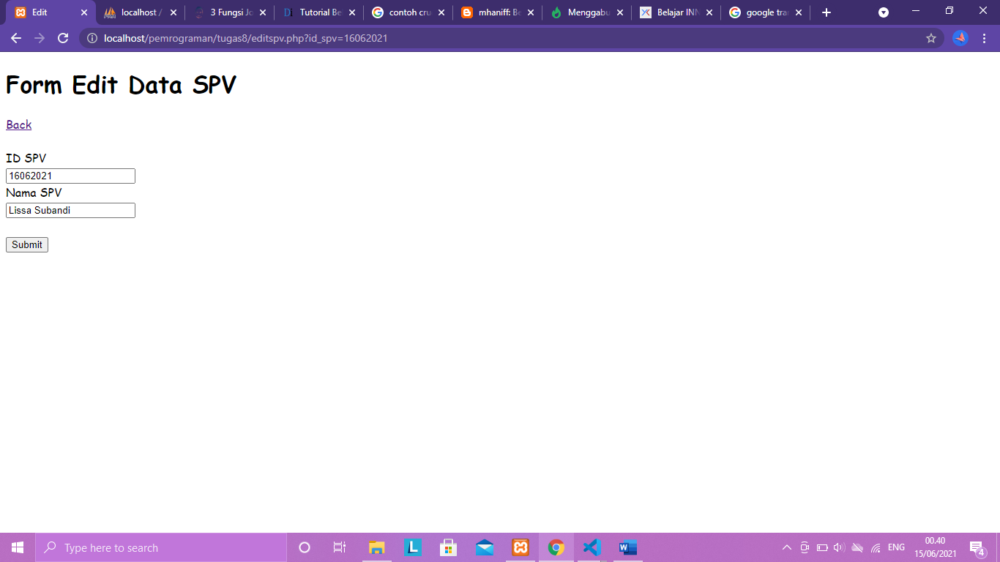 Edit
localhost /
3 Fungsi Jo
Tutorial Be
contoh cru
mhaniff: Be
Menggabu
Belajar INN
google tran
localhost/pemrograman/tugas8/editspv.php?id_spv=16062021
Form Edit Data SPV
Back
ID SPV
16062021
Nama SPV
Lissa Subandi
Submit
Type here to search
ENG
00.40
15/06/2021
4